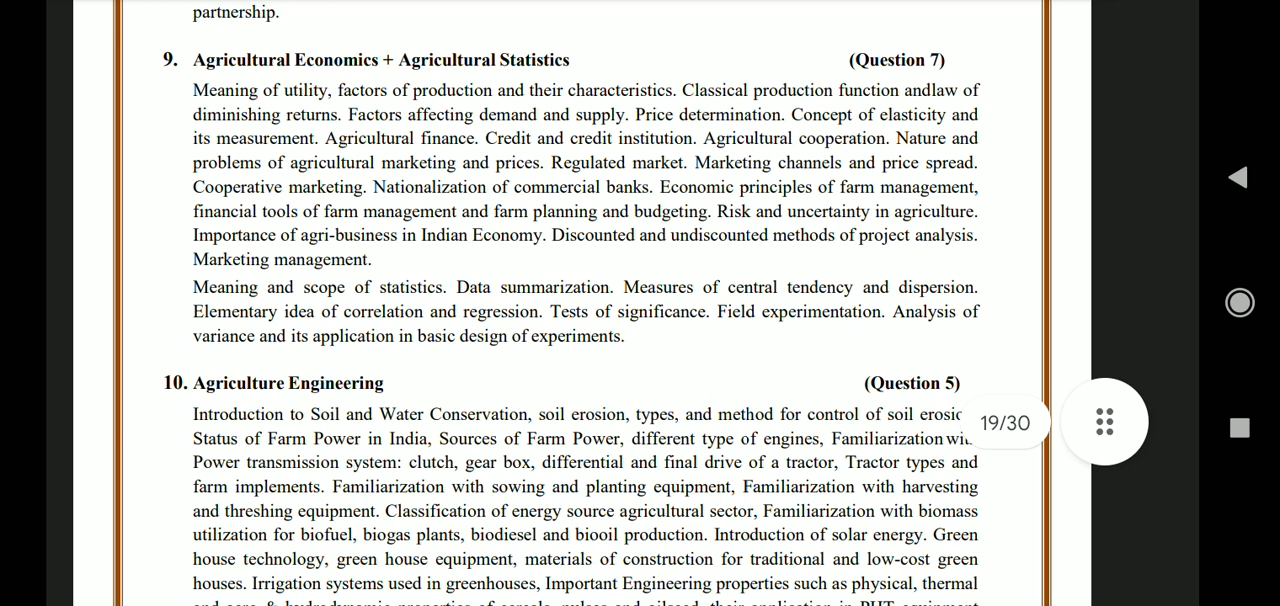 partnership.
9. Agricultural Economics + Agricultural Statistics (Question 7)
Meaning of utility, factors of production and their characteristics. Classical production function andlaw of
diminishing returns. Factors affecting demand and supply. Price determination. Concept of elasticity and
its measurement. Agricultural finance. Credit and credit institution. Agricultural cooperation. Nature and
problems of agricultural marketing and prices. Regulated market. Marketing channels and price spread.
Cooperative marketing. Nationalization of commercial banks. Economic principles of farm management,
financial tools of farm management and farm planning and budgeting. Risk and uncertainty in agriculture.
Importance of agri-business in Indian Economy. Discounted and undiscounted methods of project analysis.
Marketing management.
Meaning and scope of statistics. Data summarization. Measures of central tendency and dispersion.
Elementary idea of correlation and regression. Tests of significance. Field experimentation. Analysis of
variance and its application in basic design of experiments.
10. Agriculture Engineering (Question 5)
Introduction to Soil and Water Conservation, soil erosion, types, and method for control of soil
19/30
Status of Farm Power in India, Sources of Farm Power, different type of engines, Familiarization
Power transmission system: clutch, gear box, differential and final drive of a tractor, Tractor types and
farm implements. Familiarization with sowing and planting equipment, Familiarization with harvesting
and threshing equipment. Classification of energy source agricultural sector, Familiarization with biomass
utilization for biofuel, biogas plants, biodiesel and biooil production. Introduction of solar energy. Green
house technology, green house equipment, materials of construction for traditional and low-cost green
houses. Irrigation systems used in greenhouses, Important Engineering properties such as physical, thermal